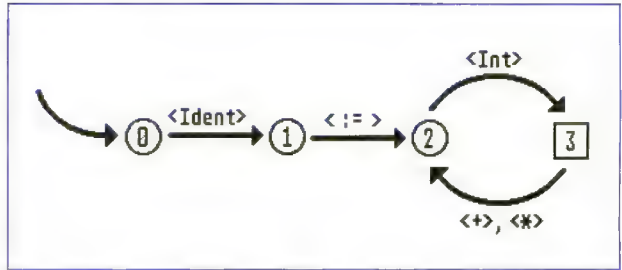 <Int>
<Ident>
< := >
0
1
2
3
<+>, <*>